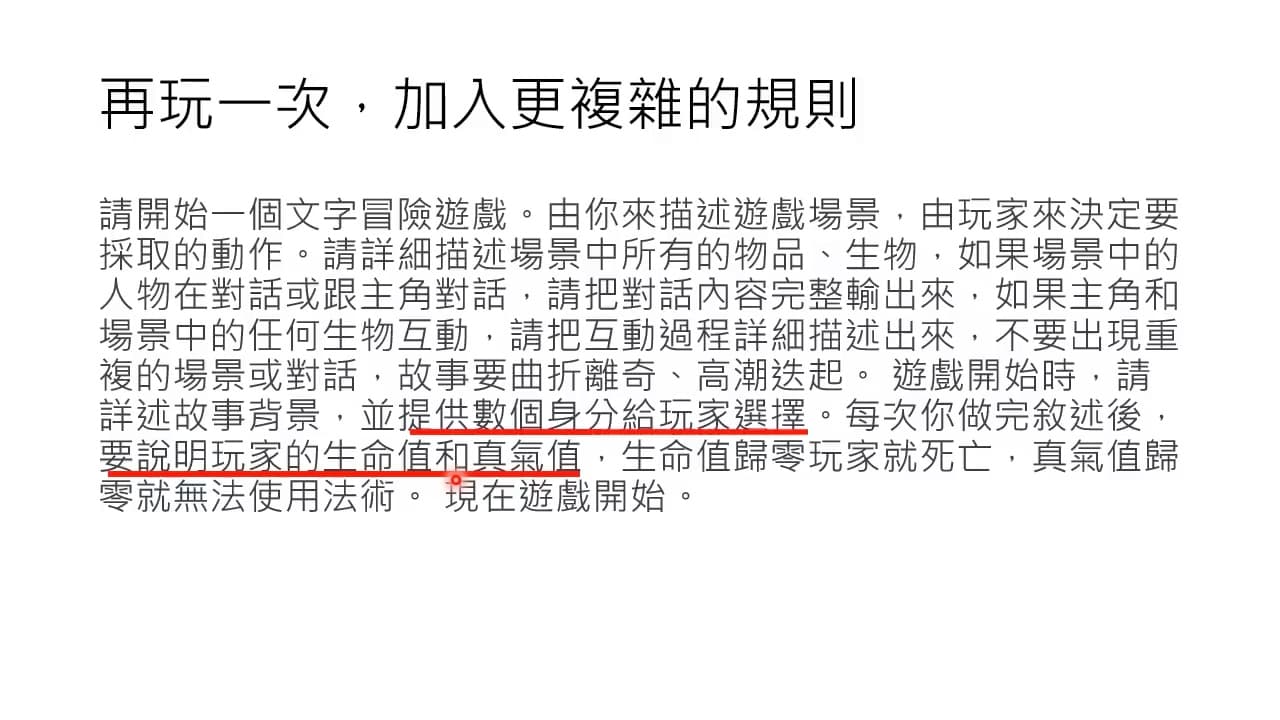 再玩一次，加入更複雜的規則
請開始一個文字冒險遊戲。由你來描述遊戲場景，由玩家來決定要
採取的動作。請詳細描述場景中所有的物品、生物，如果場景中的
人物在對話或跟主角對話，請把對話內容完整輸出來，如果主角和
場景中的任何生物互動，請把互動過程詳細描述出來，不要出現重
複的場景或對話，故事要曲折離奇、高潮迭起。 遊戲開始時，請
詳述故事背景，並提供數個身分給玩家選擇。每次你做完敘述後，
要說明玩家的生命值和真氣值，生命值歸零玩家就死亡，真氣值歸
零就無法使用法術。 現在遊戲開始。